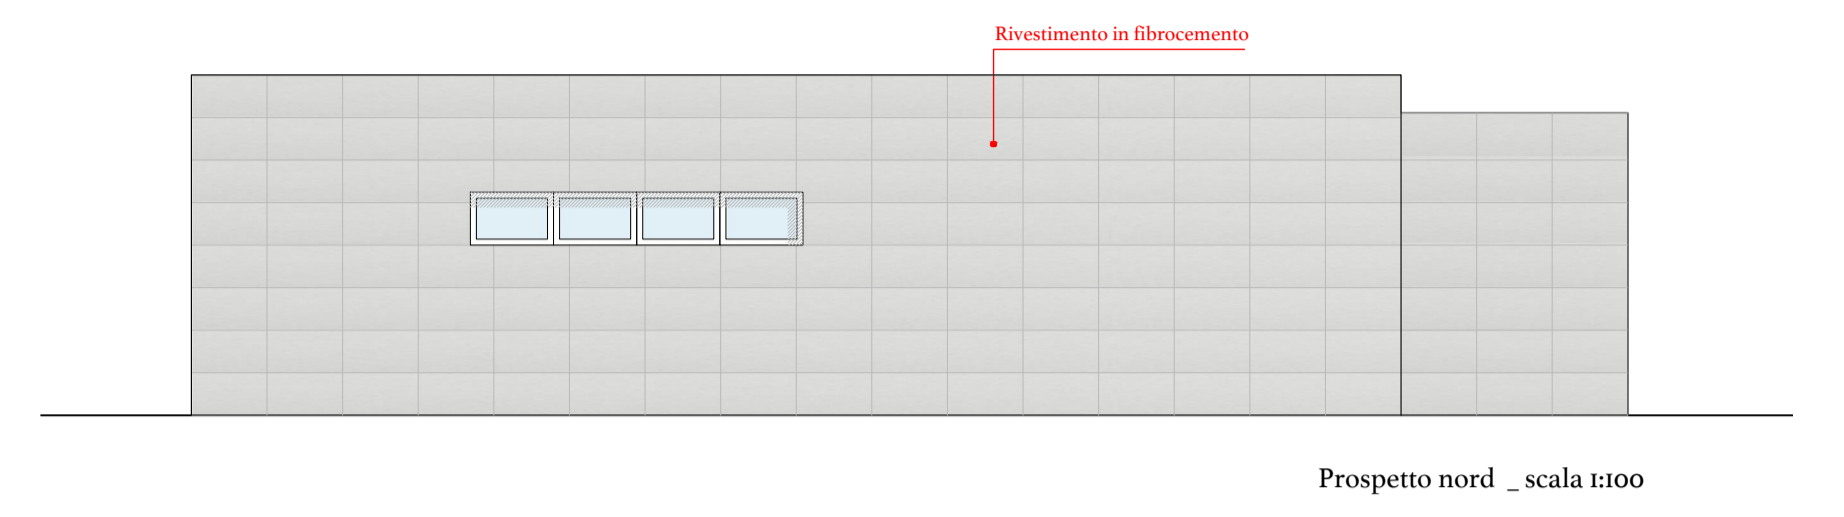 Rivestimento in fibrocemento
Prospetto nord _ scala 1:100